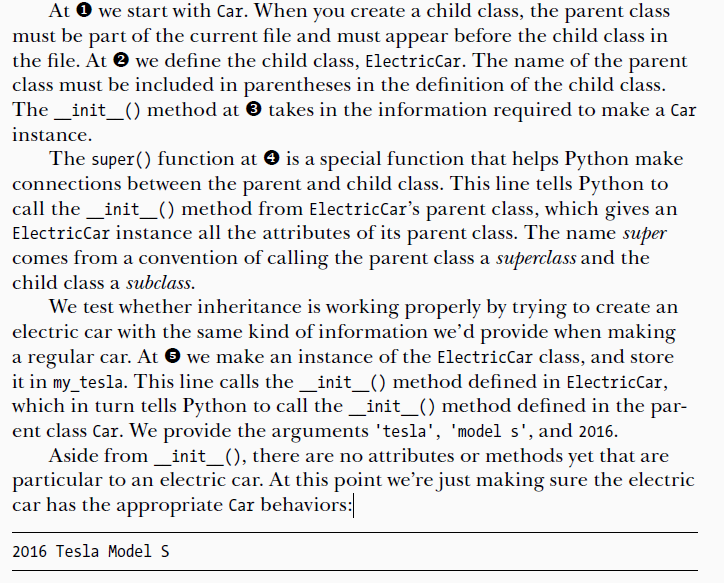 At ❶ we start with Car. When you create a child class, the parent class
must be part of the current file and must appear before the child class in
the file. At ❷ we define the child class, ElectricCar. The name of the parent
class must be included in parentheses in the definition of the child class.
The __init__() method at ❸ takes in the information required to make a Car
instance.
The super() function at ❹ is a special function that helps Python make
connections between the parent and child class. This line tells Python to
call the __init__() method from ElectricCar’s parent class, which gives an
ElectricCar instance all the attributes of its parent class. The name super
comes from a convention of calling the parent class a superclass and the
child class a subclass.
We test whether inheritance is working properly by trying to create an
electric car with the same kind of information we’d provide when making
a regular car. At ❺ we make an instance of the ElectricCar class, and store
it in my_tesla. This line calls the __init__() method defined in ElectricCar,
which in turn tells Python to call the __init__() method defined in the par-
ent class Car. We provide the arguments 'tesla', 'model s', and 2016.
Aside from __init__(), there are no attributes or methods yet that are
particular to an electric car. At this point we’re just making sure the electric
car has the appropriate Car behaviors:
2016 Tesla Model S